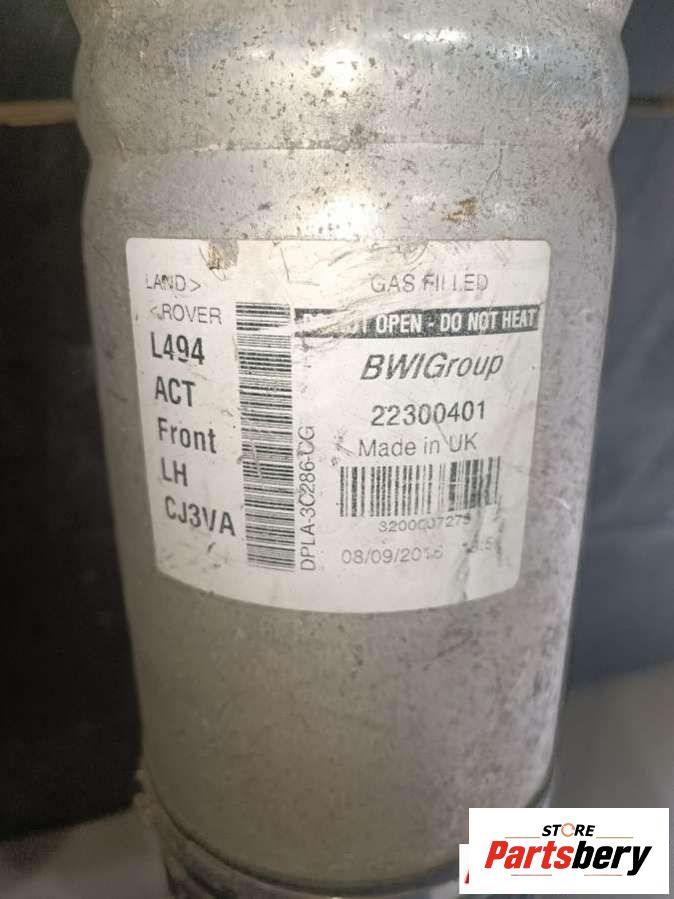 LAND>
<ROVER
L494
ACT
Front
LH
CJ3VA
DPLA-3C286-CG
GAS FILLED
OPEN - DO NOT HEAT
BWIGroup
22300401
Made in UK
STORE
Partsbery